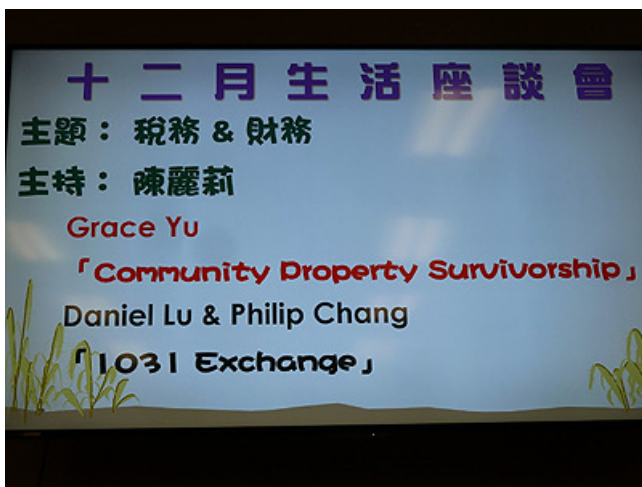 十二月生活座談會
主題： 稅務 & 財務
主持： 陳麗莉
Grace Yu
「Community Property Survivorship」
Daniel Lu & Philip Chang
「1031 Exchange」